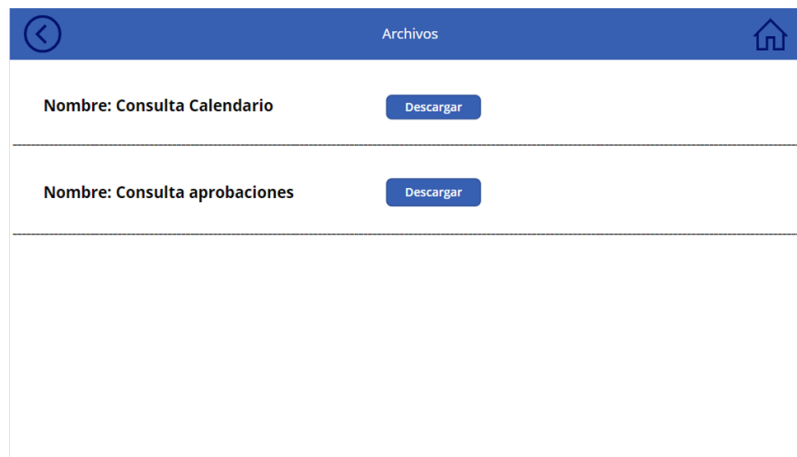 Archivos
Nombre: Consulta Calendario
Descargar
Nombre: Consulta aprobaciones
Descargar